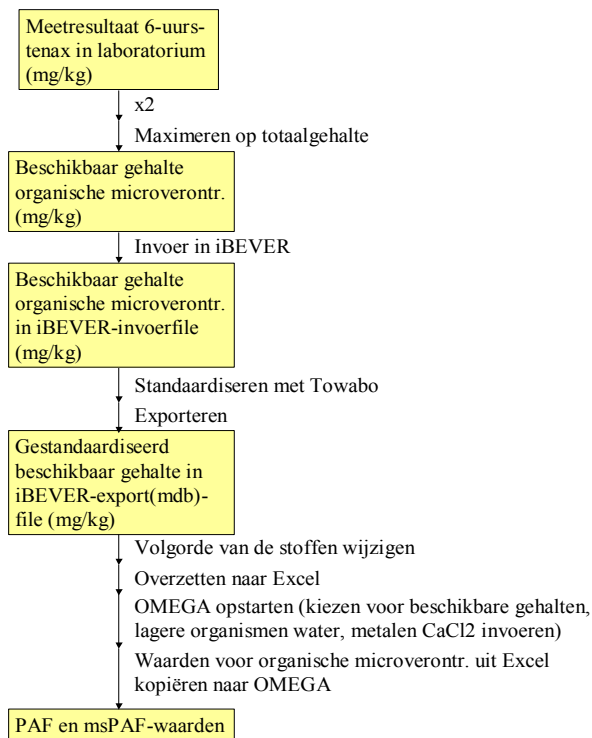 Meetresultaat 6-uurs-
tenax in laboratorium
(mg/kg)
x2
Maximeren op totaalgehalte
Beschikbaar gehalte
organische microverontr.
(mg/kg)
Invoer in iBEVER
Beschikbaar gehalte
organische microverontr.
in iBEVER-invoerfile
(mg/kg)
Standaardiseren met Towabo
Exporteren
Gestandaardiseerd
beschikbaar gehalte in
iBEVER-export(mdb)-
file (mg/kg)
Volgorde van de stoffen wijzigen
Overzetten naar Excel
OMEGA opstarten (kiezen voor beschikbare gehalten,
lagere organismen water, metalen CaCl2 invoeren)
Waarden voor organische microverontr. uit Excel
kopiëren naar OMEGA
PAF en msPAF-waarden